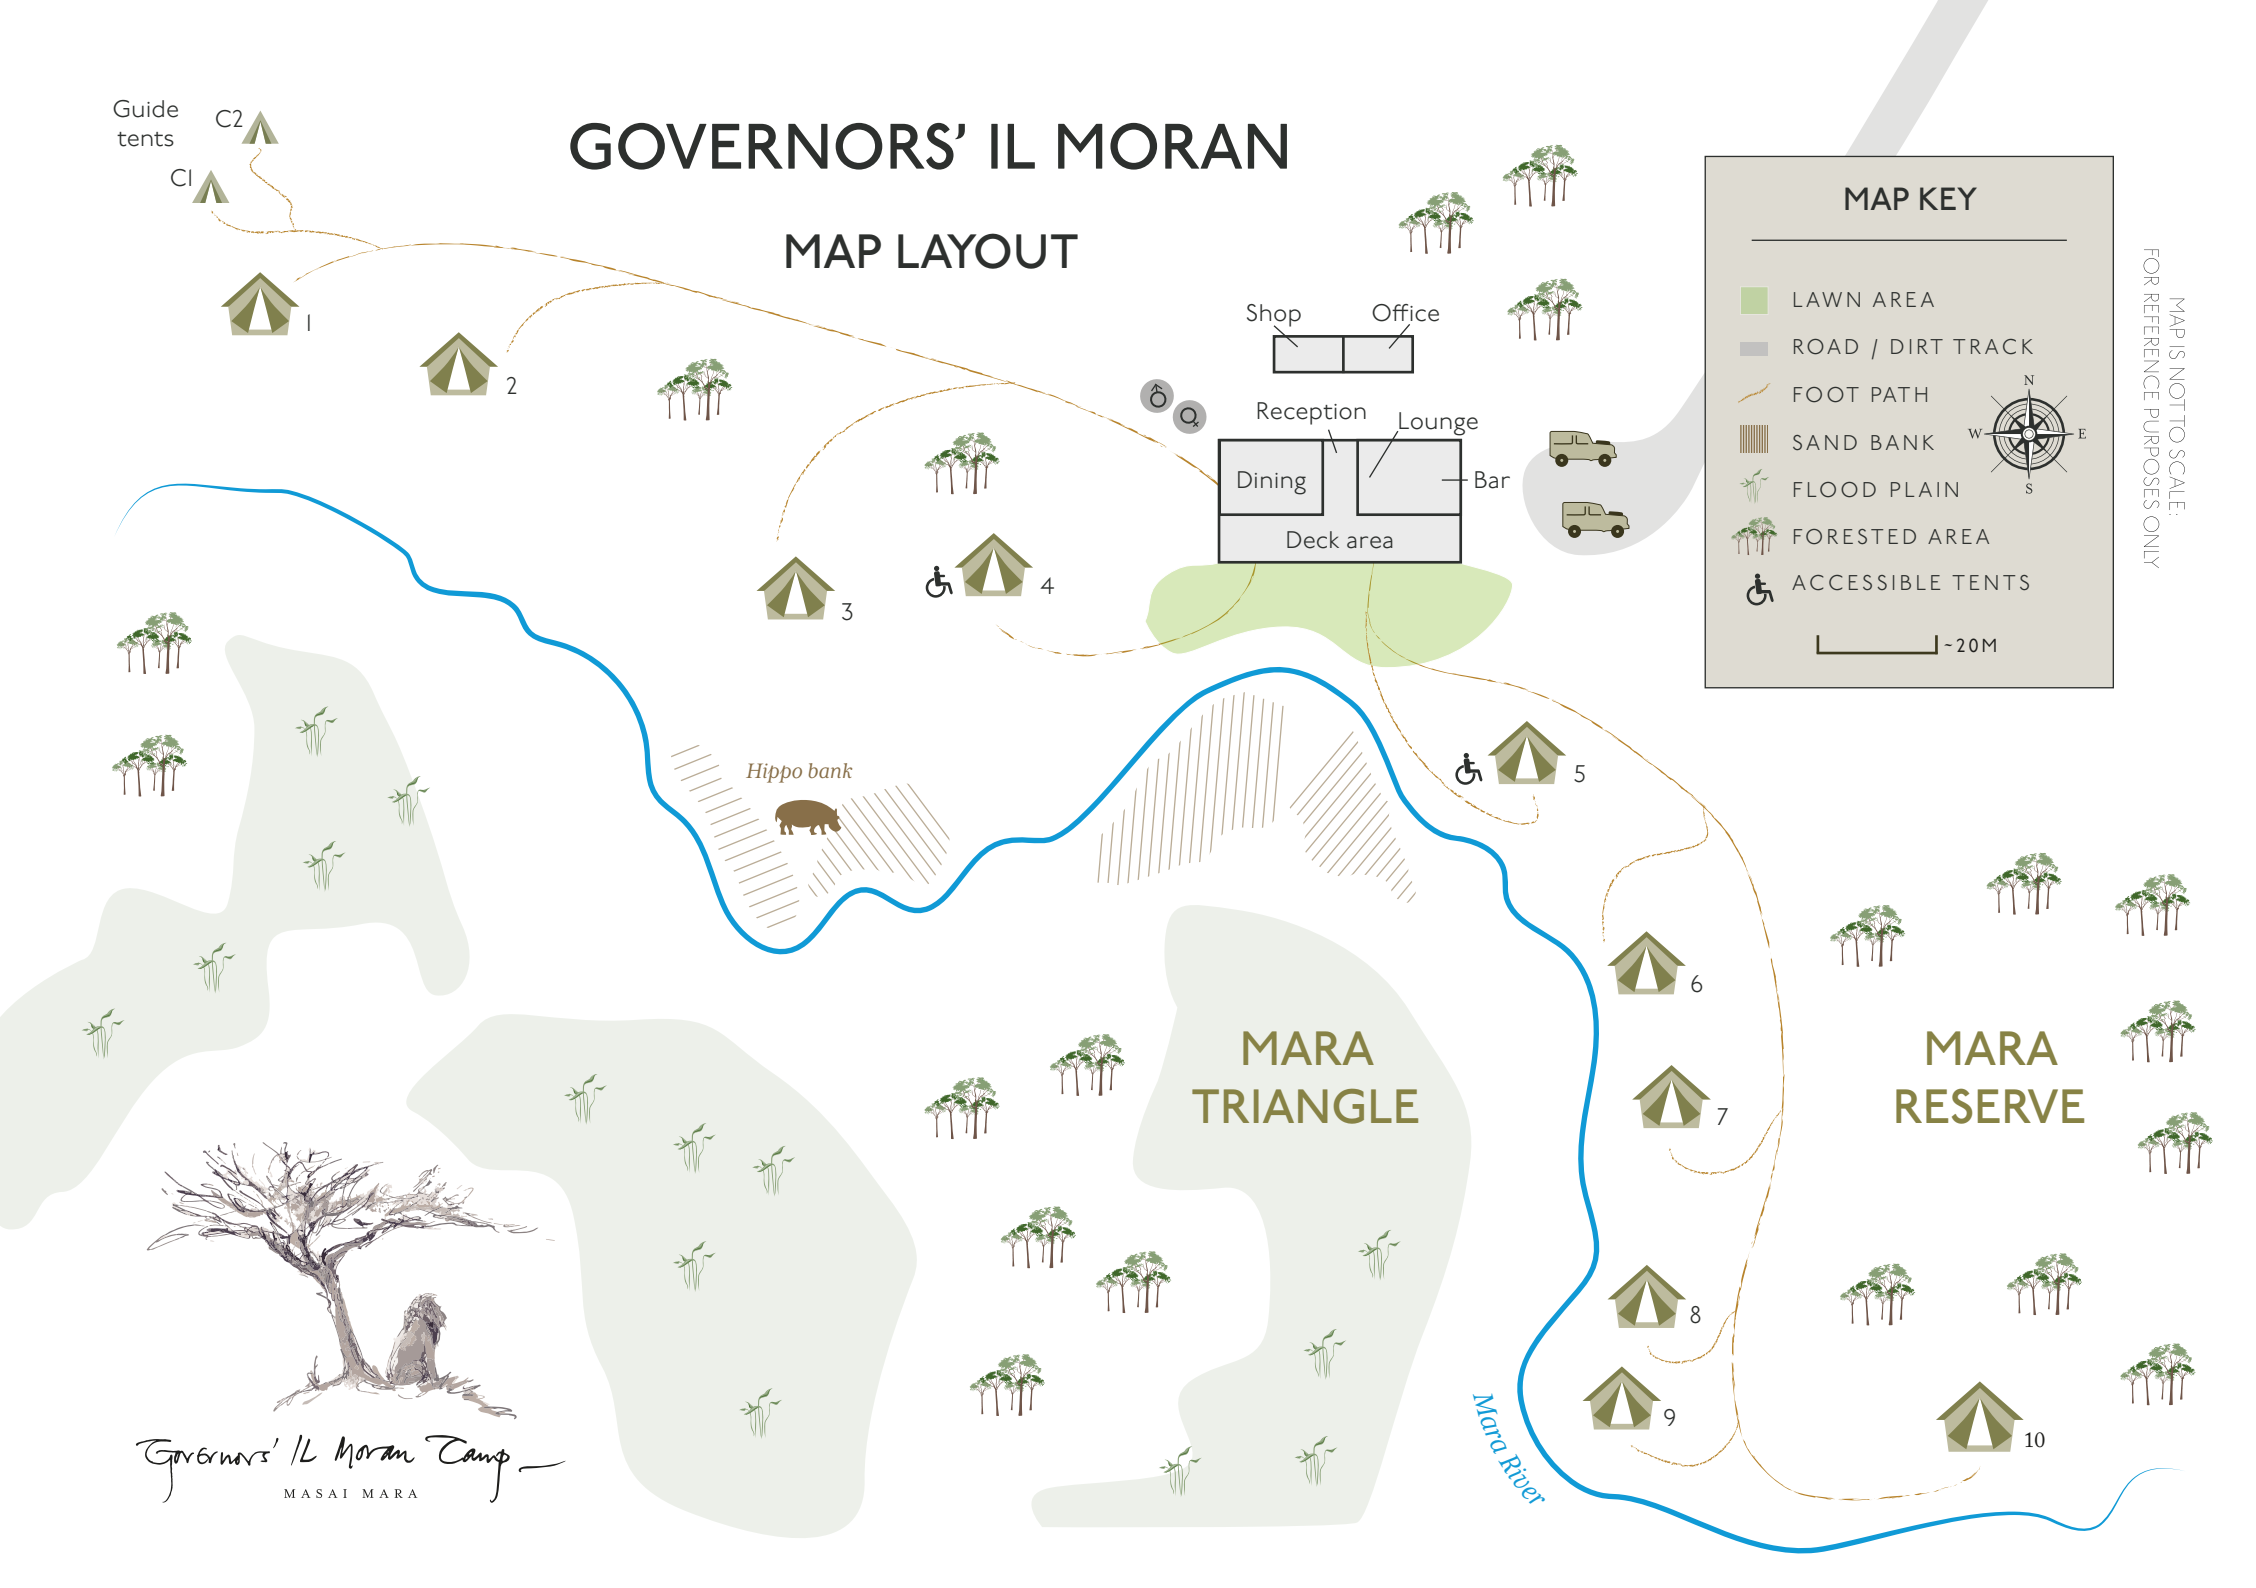 GOVERNORS’ IL MORAN
MAP LAYOUT
Guide
tents
C2
C1
1
2
3
4
5
6
7
8
9
10
Shop
Office
Reception
Lounge
Dining
Bar
Deck area
Hippo bank
MARA
TRIANGLE
MARA
RESERVE
Mara River
MAP KEY
LAWN AREA
ROAD / DIRT TRACK
FOOT PATH
SAND BANK
FLOOD PLAIN
FORESTED AREA
ACCESSIBLE TENTS
~20M
N
W
E
S
MAP IS NOT TO SCALE:
FOR REFERENCE PURPOSES ONLY
Governors’ IL Moran Camp
MASAI MARA